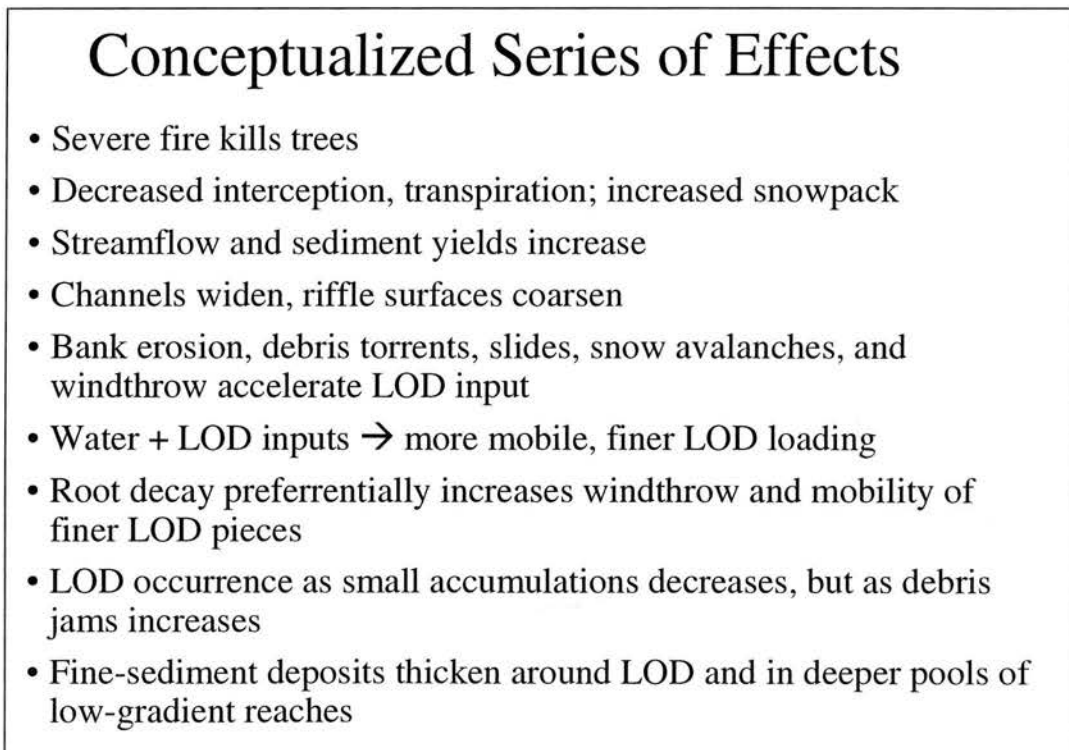 Conceptualized Series of Effects
• Severe fire kills trees
• Decreased interception, transpiration; increased snowpack
• Streamflow and sediment yields increase
• Channels widen, riffle surfaces coarsen
• Bank erosion, debris torrents, slides, snow avalanches, and
windthrow accelerate LOD input
• Water + LOD inputs → more mobile, finer LOD loading
• Root decay preferrentially increases windthrow and mobility of
finer LOD pieces
• LOD occurrence as small accumulations decreases, but as debris
jams increases
• Fine-sediment deposits thicken around LOD and in deeper pools of
low-gradient reaches